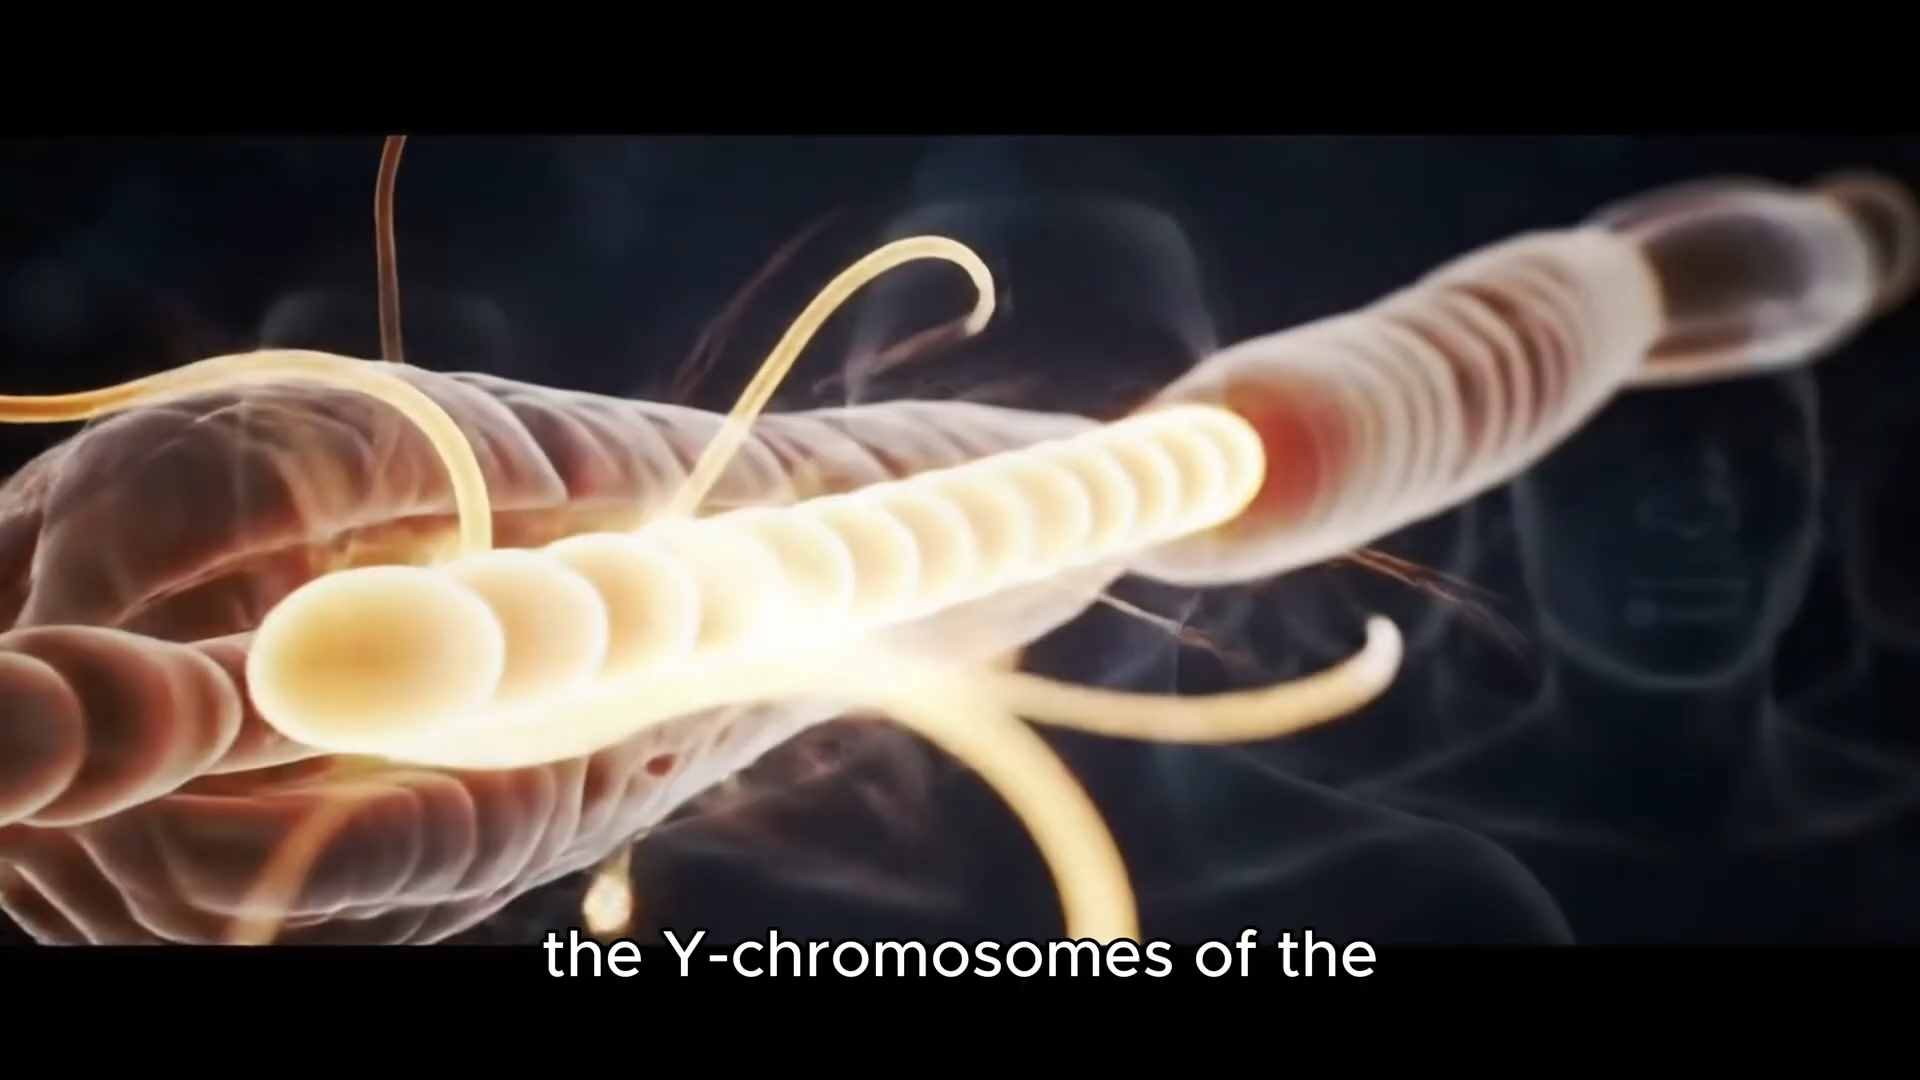 the Y-chromosomes of the